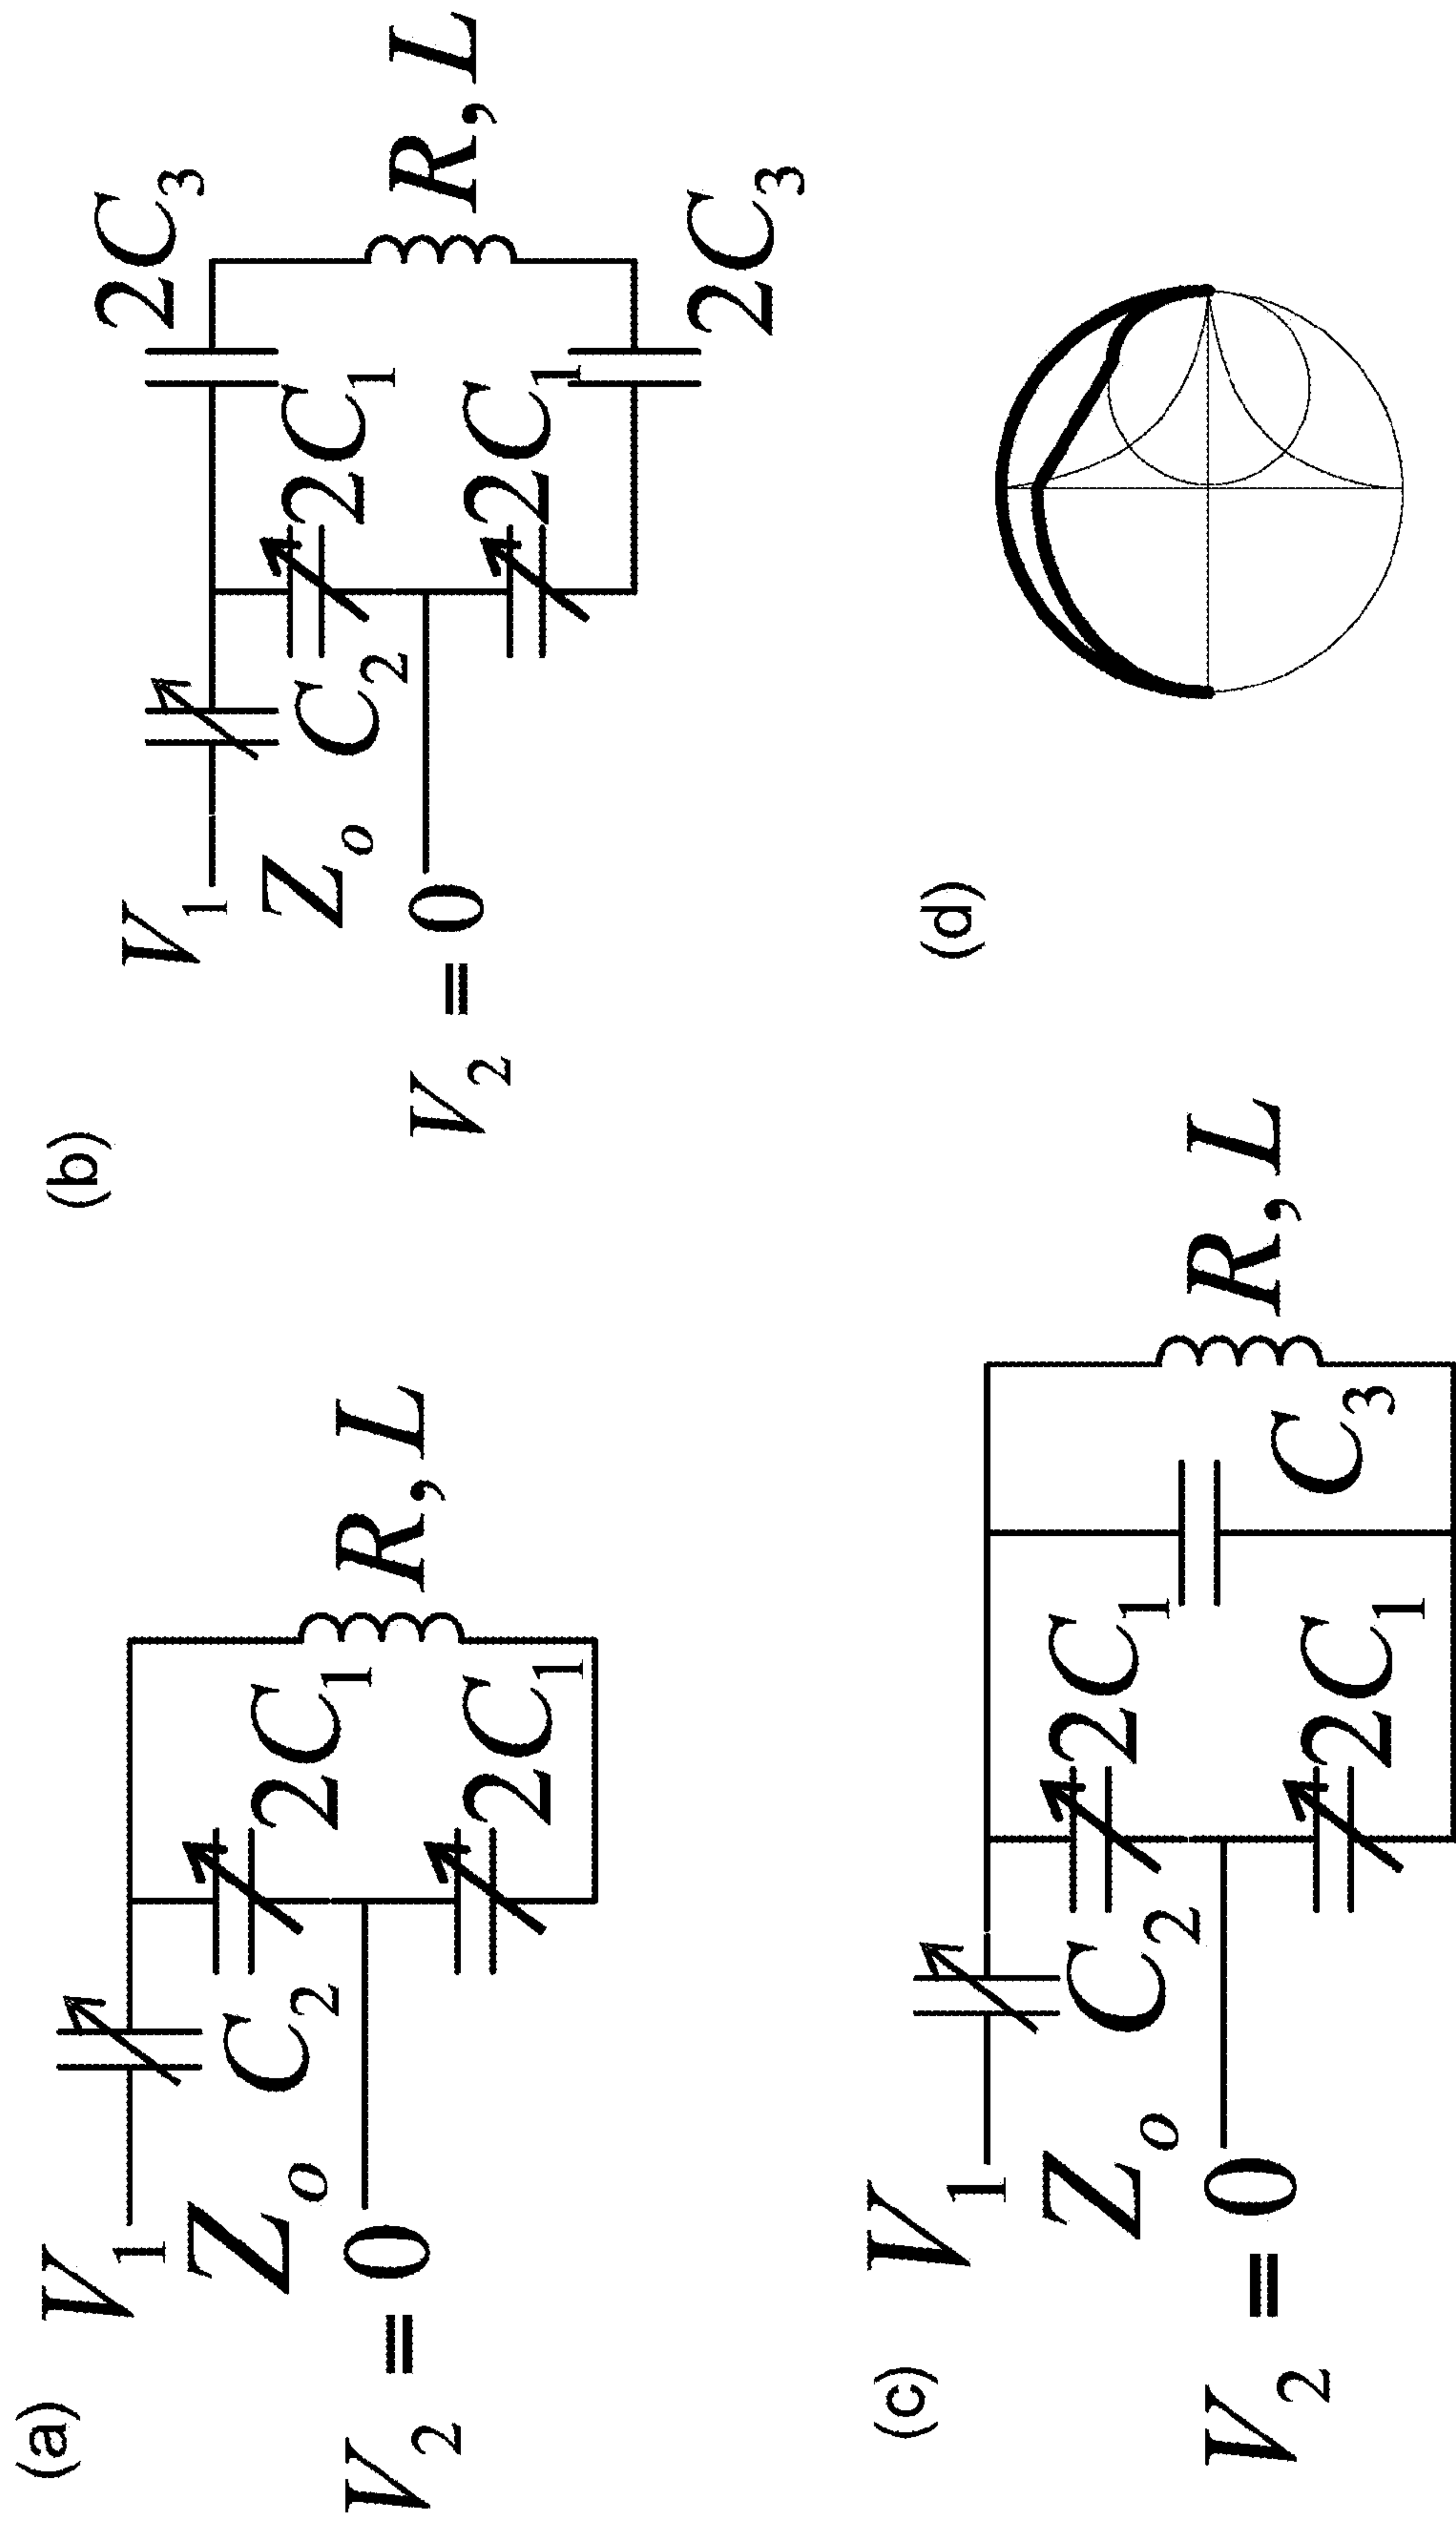 (a)
V1
Zo
V2 = 0
C2
2C1
2C1
R, L
(b)
V1
Zo
V2 = 0
C2
2C1
2C1
2C3
2C3
R, L
(c)
V1
Zo
V2 = 0
C2
2C1
2C1
C3
R, L
(d)